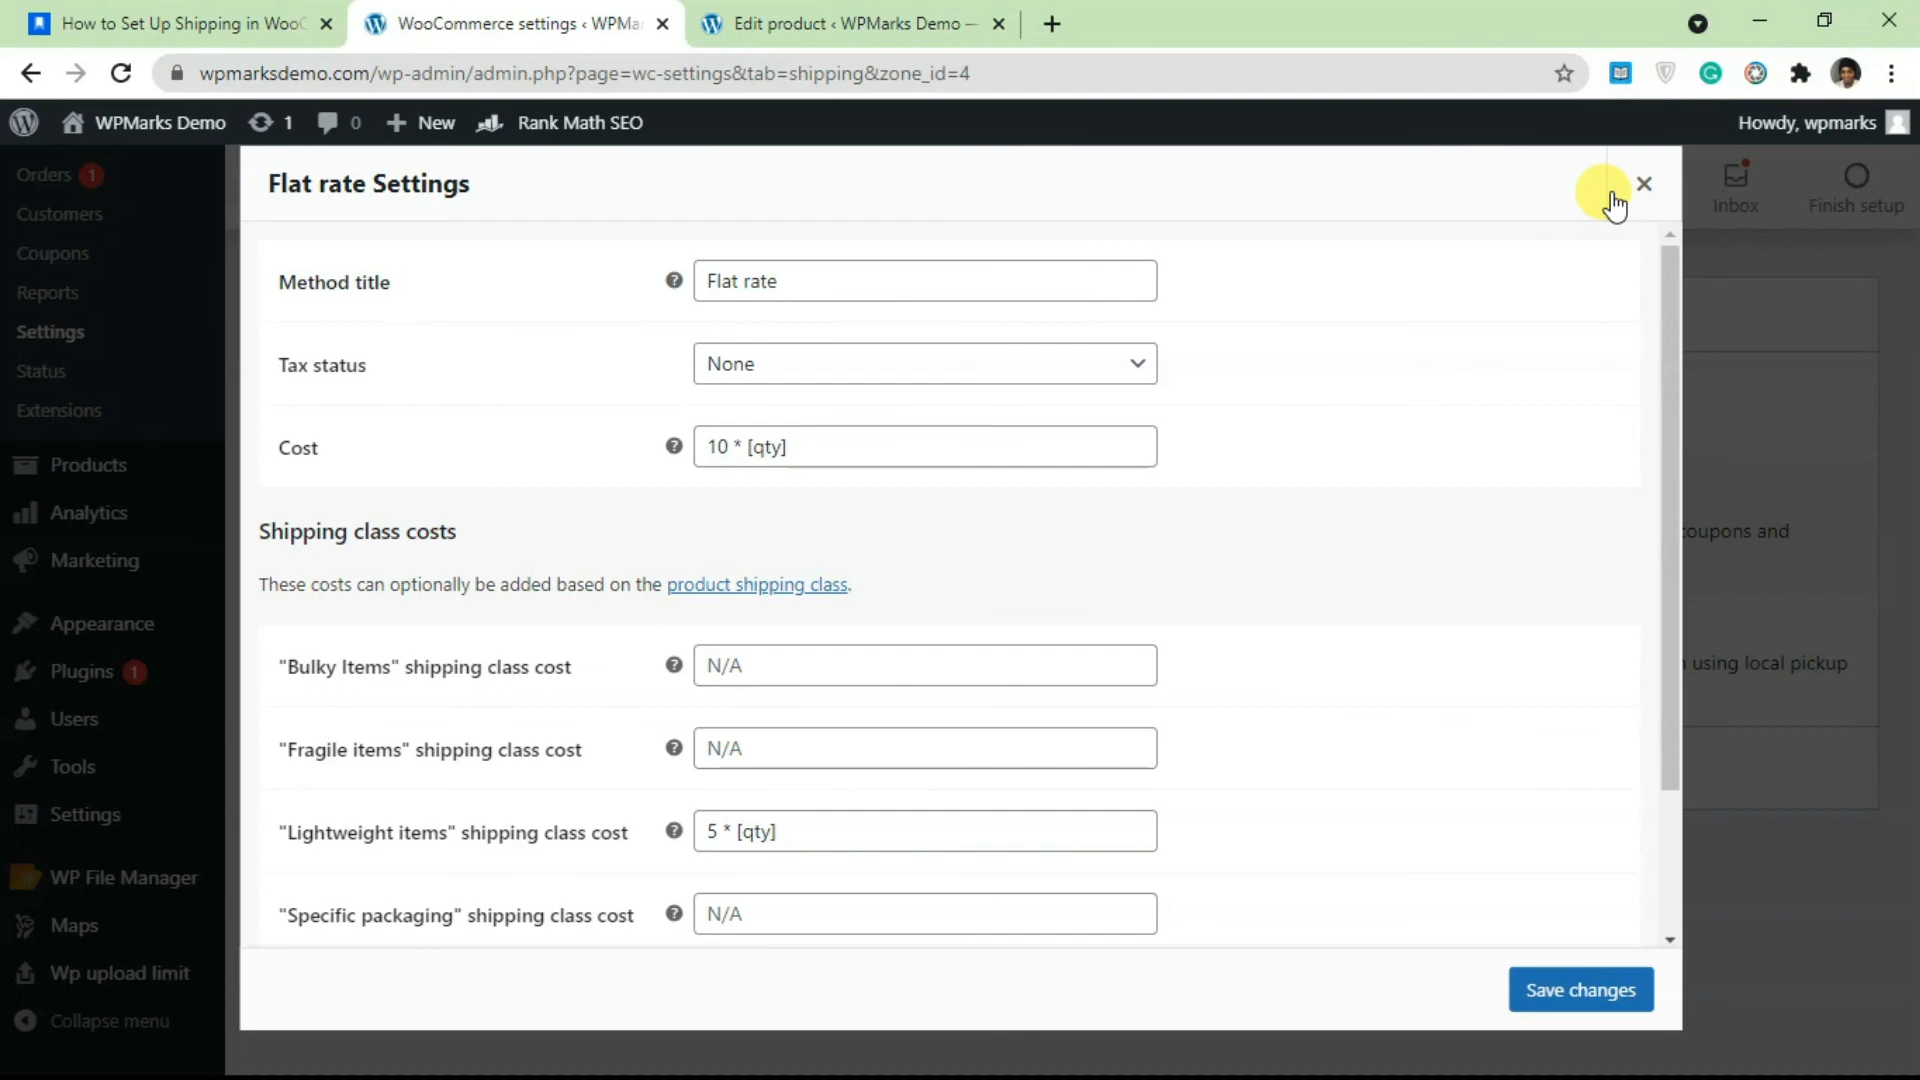 How to Set Up Shipping in WooC
WooCommerce settings ‹ WPMa
Edit product ‹ WPMarks Demo —
wpmarksdemo.com/wp-admin/admin.php?page=wc-settings&tab=shipping&zone_id=4
WPMarks Demo 1 0 New Rank Math SEO
Howdy, wpmarks
Orders 1
Customers
Coupons
Reports
Settings
Status
Extensions
Products
Analytics
Marketing
Appearance
Plugins 1
Users
Tools
Settings
WP File Manager
Maps
Wp upload limit
Collapse menu
Flat rate Settings
Inbox
Finish setup
Method title
Flat rate
Tax status
None
Cost
10 * [qty]
Shipping class costs
These costs can optionally be added based on the product shipping class.
"Bulky Items" shipping class cost
N/A
"Fragile items" shipping class cost
N/A
"Lightweight items" shipping class cost
5 * [qty]
"Specific packaging" shipping class cost
N/A
Save changes
coupons and
using local pickup